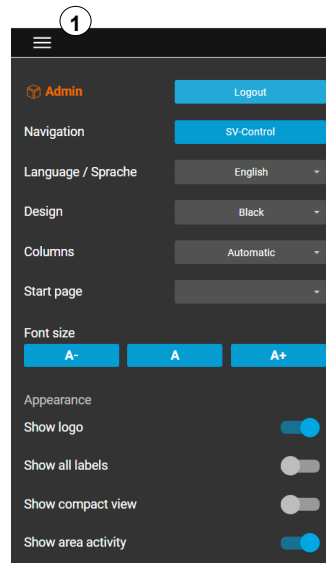 1
Admin Logout
Navigation SV-Control
Language / Sprache English
Design Black
Columns Automatic
Start page
Font size
A- A A+
Appearance
Show logo
Show all labels
Show compact view
Show area activity